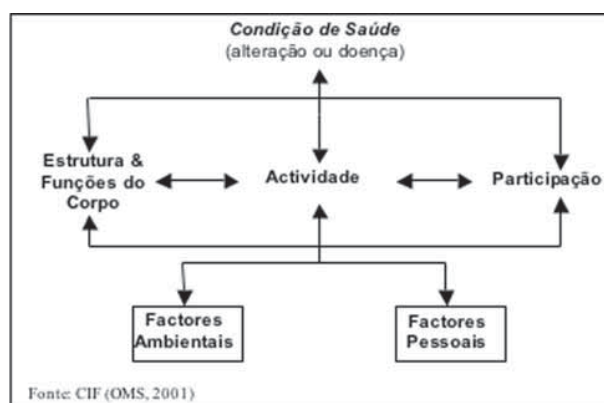 Condição de Saúde
(alteração ou doença)
Estrutura &
Funções do
Corpo
Actividade
Participação
Factores
Ambientais
Factores
Pessoais
Fonte: CIF (OMS, 2001)